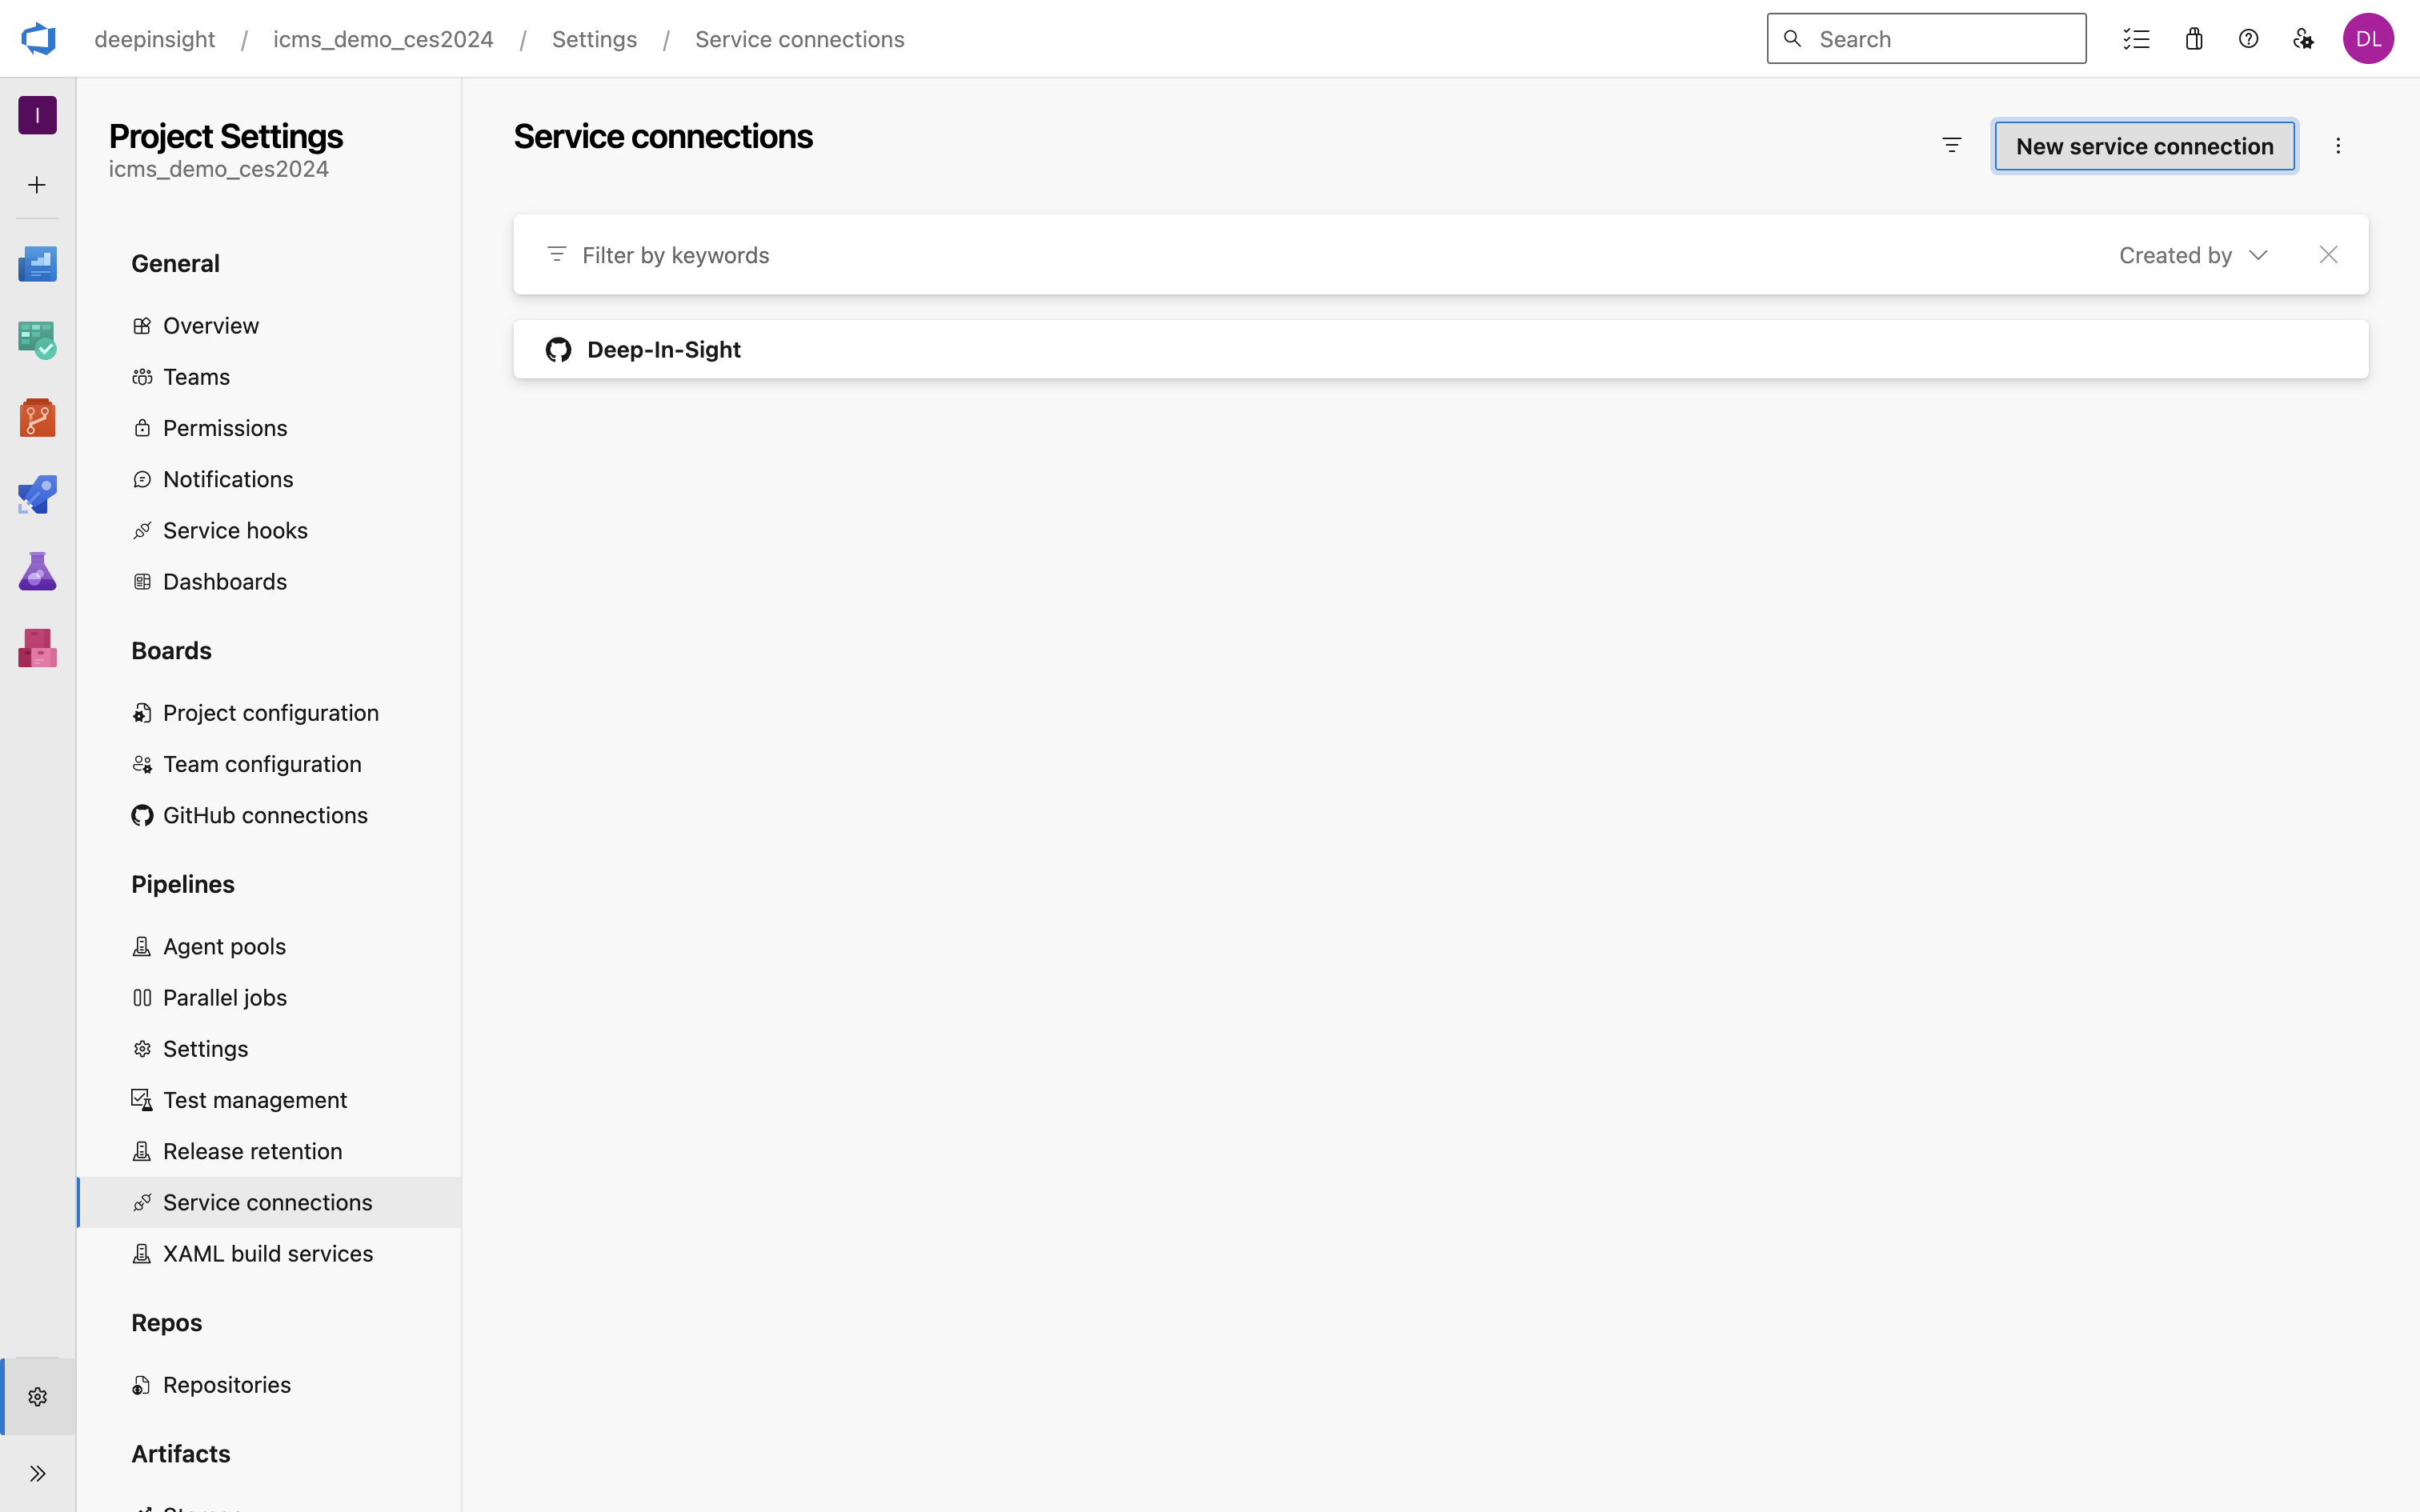 deepinsight / icms_demo_ces2024 / Settings / Service connections
Search
DL
I
Project Settings
icms_demo_ces2024
General
Overview
Teams
Permissions
Notifications
Service hooks
Dashboards
Boards
Project configuration
Team configuration
GitHub connections
Pipelines
Agent pools
Parallel jobs
Settings
Test management
Release retention
Service connections
XAML build services
Repos
Repositories
Artifacts
Service connections
New service connection
Filter by keywords
Created by
Deep-In-Sight